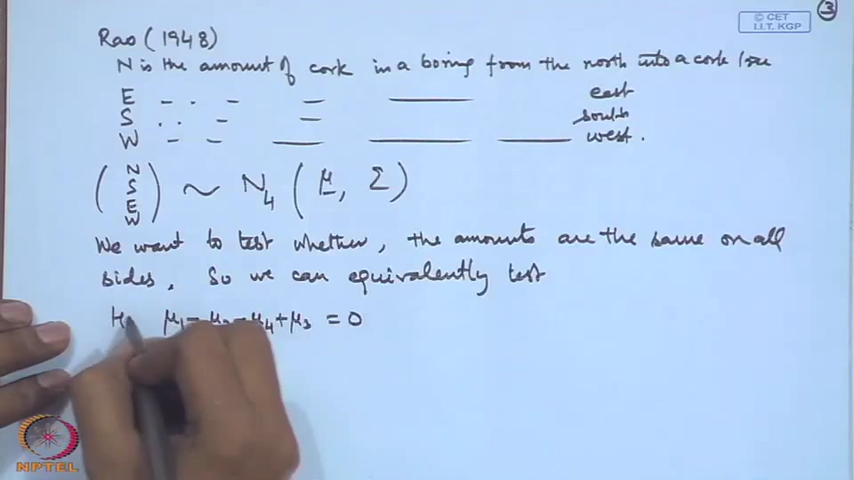 ③
© CET
I.I.T. KGP
Rao (1948)
N is the amount of cork in a boring from the north into a cork tree
E - . - — — east
S . . - — south
W - - — — — west.
(N S E W) ~ N₄ (μ, Σ)
We want to test whether, the amounts are the same on all
sides. So we can equivalently test
μ₁ - - μ₄ + μ₃ = 0
NPTEL